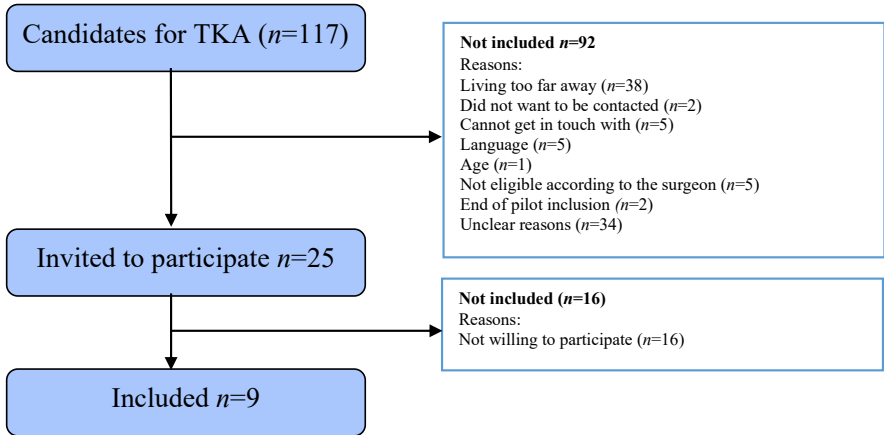 Candidates for TKA (n=117)
Not included n=92
Reasons:
Living too far away (n=38)
Did not want to be contacted (n=2)
Cannot get in touch with (n=5)
Language (n=5)
Age (n=1)
Not eligible according to the surgeon (n=5)
End of pilot inclusion (n=2)
Unclear reasons (n=34)
Invited to participate n=25
Not included (n=16)
Reasons:
Not willing to participate (n=16)
Included n=9